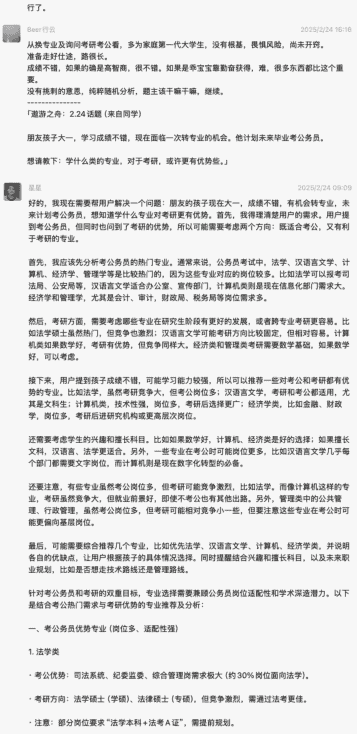 行了。
Beer行云
2025/2/24 16:16
从换专业及询问考研考公看，多为家庭第一代大学生，没有根基，畏惧风险，尚未开窍。
准备走好仕途，路很长。
成绩不错，如果的确是高智商，很不错。如果是乖宝宝靠勤奋获得，难，很多东西都比这个重
要。
没有挑剔的意思，纯粹随机分析，题主该干嘛干嘛，继续。
---------------
「遨游之舟：2.24话题（来自同学）
朋友孩子大一，学习成绩不错，现在面临一次转专业的机会。他计划未来毕业考公务员。
想请教下：学什么类的专业，对于考研，或许更有优势些。」
星星
2025/2/24 09:09
好的，我现在需要帮用户解决一个问题：朋友的孩子现在大一，成绩不错，有机会转专业，未
来计划考公务员，想知道学什么专业对考研更有优势。首先，我得理清楚用户的需求。用户提
到考公务员，但同时也问到了考研的优势，所以可能需要考虑两个方向：既适合考公，又有利
于考研的专业。
首先，我应该先分析考公务员的热门专业。通常来说，公务员考试中，法学、汉语言文学、计
算机、经济学、管理学等是比较热门的，因为这些专业对应的岗位较多。比如法学可以报考司
法局、公安局等，汉语言文学适合办公室、宣传部门，计算机类则是现在信息化部门需求大。
经济学和管理学，尤其是会计、审计、财政局、税务局等岗位需求多。
然后，考研方面，需要考虑哪些专业在研究生阶段有更好的发展，或者跨专业考研更容易。比
如法学硕士虽然热门，但竞争也激烈；汉语言文学可能考研方向比较固定，但相对容易。计算
机类如果数学好，考研有优势，但竞争同样大。经济类和管理类考研需要数学基础，如果数学
好，可以考虑。
接下来，用户提到孩子成绩不错，可能学习能力较强，所以可以推荐一些对考公和考研都有优
势的专业。比如法学，虽然考研竞争大，但考公岗位多；汉语言文学，考研和考公都适用，尤
其是文科生；计算机类，技术性强，岗位多，考研后选择更广；经济学类，比如金融、财政
学，岗位多，考研后进研究机构或更高层次岗位。
还需要考虑学生的兴趣和擅长科目。比如如果数学好，计算机、经济类是好的选择；如果擅长
文科，汉语言、法学更适合。另外，一些专业在考公时可能岗位更多，比如汉语言文学几乎每
个部门都需要文字岗位，而计算机则是现在数字化转型的必备。
还要注意，有些专业虽然考公岗位多，但考研可能竞争激烈，比如法学。而像计算机这样的专
业，考研虽然竞争大，但就业前景好，即使不考公也有其他出路。另外，管理类中的公共管
理、行政管理，虽然考公岗位多，但考研可能相对竞争小一些，但要注意这些专业在考公时可
能更偏向基层岗位。
最后，可能需要综合推荐几个专业，比如优先法学、汉语言文学、计算机、经济学类，并说明
各自的优缺点，让用户根据孩子的具体情况选择。同时提醒结合兴趣和擅长科目，以及未来职
业规划，比如是否想走技术路线还是管理路线。
针对考公务员和考研的双重目标，专业选择需要兼顾公务员岗位适配性和学术深造潜力。以下
是结合考公热门需求与考研优势的专业推荐及分析：
一、考公务员优势专业（岗位多、适配性强）
1. 法学类
· 考公优势：司法系统、纪委监委、综合管理岗需求极大（约30%岗位面向法学）。
· 考研方向：法学硕士（学硕）、法律硕士（专硕），但竞争激烈，需通过法考更佳。
· 注意：部分岗位要求“法学本科+法考A证”，需提前规划。